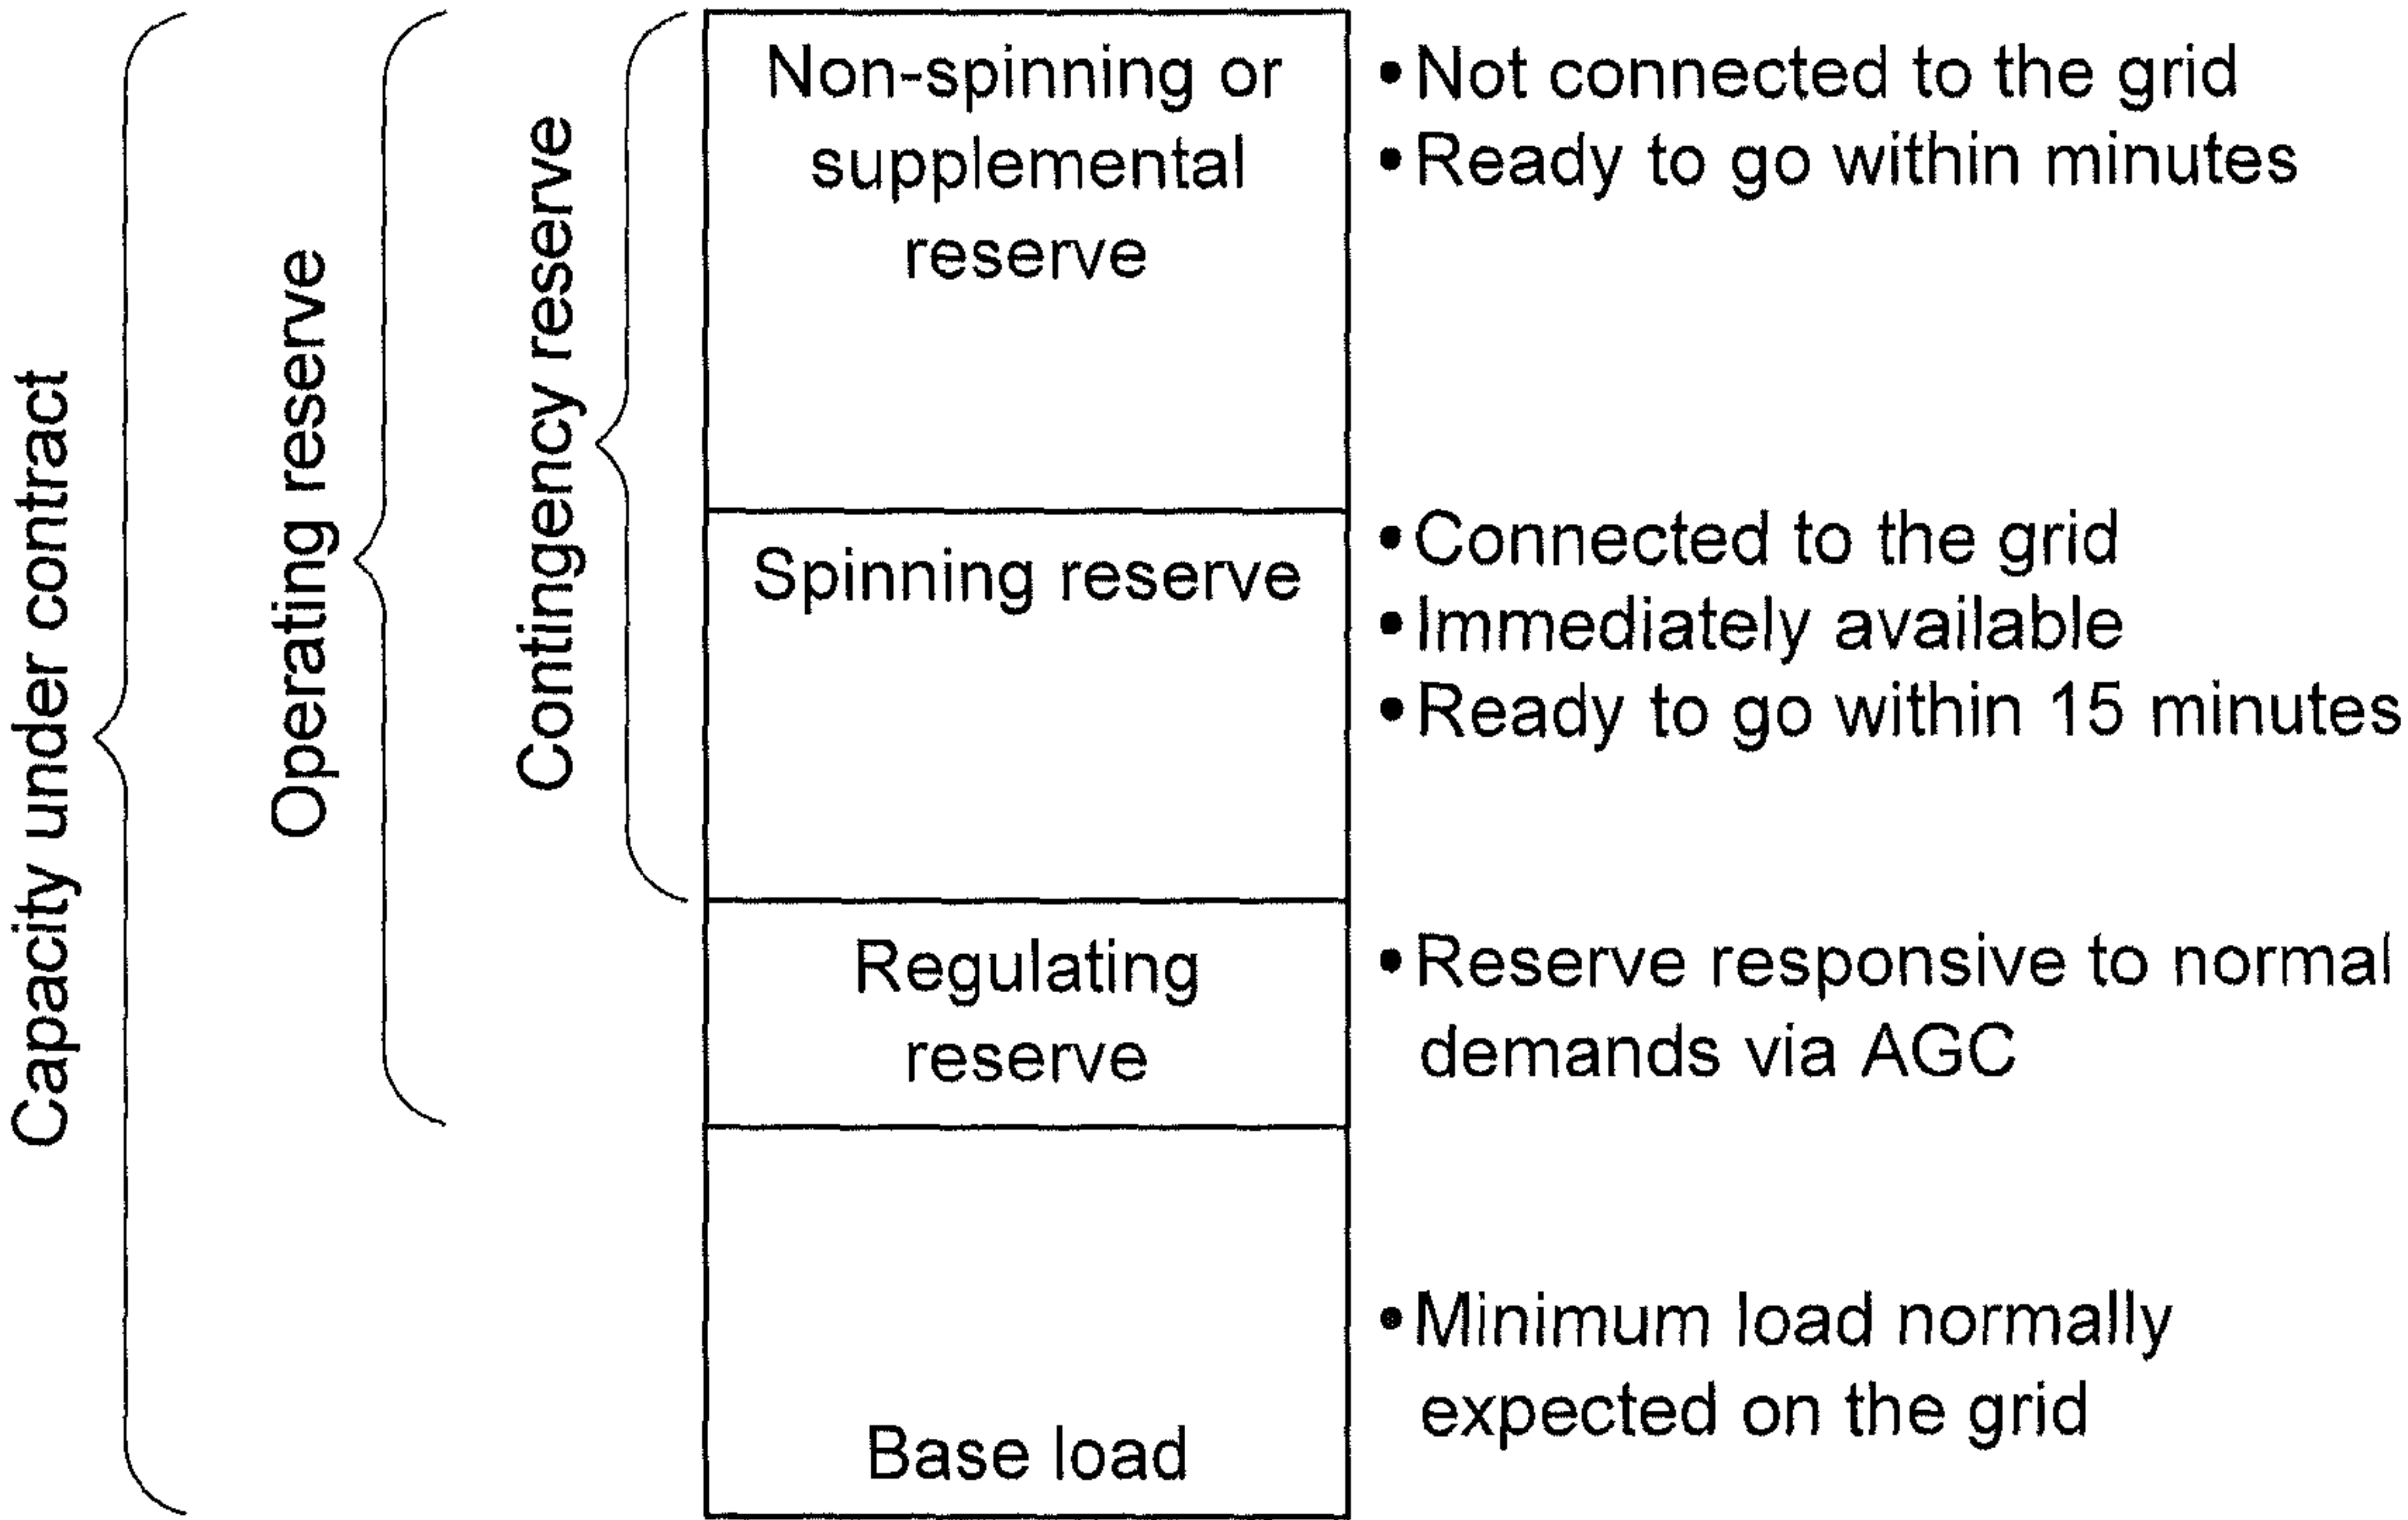 Capacity under contract
Operating reserve
Contingency reserve
Non-spinning or
supplemental
reserve
•Not connected to the grid
•Ready to go within minutes
Spinning reserve
•Connected to the grid
•Immediately available
•Ready to go within 15 minutes
Regulating
reserve
•Reserve responsive to normal
demands via AGC
Base load
•Minimum load normally
expected on the grid